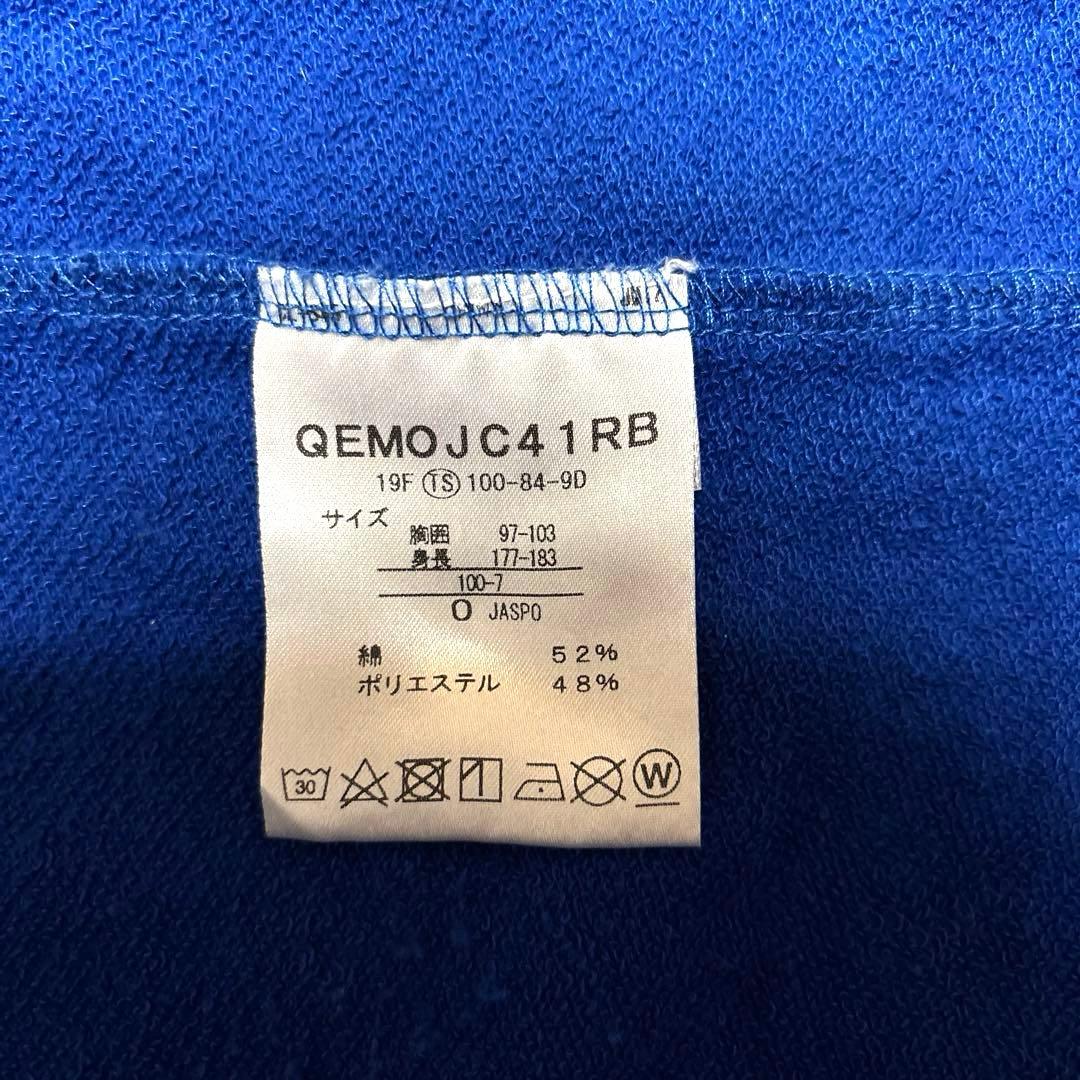 QEMOJC41RB
19F TS 100-84-9D
サイズ
胸囲 97-103
身長 177-183
100-7
O JASPO
綿 52%
ポリエステル 48%
30 W